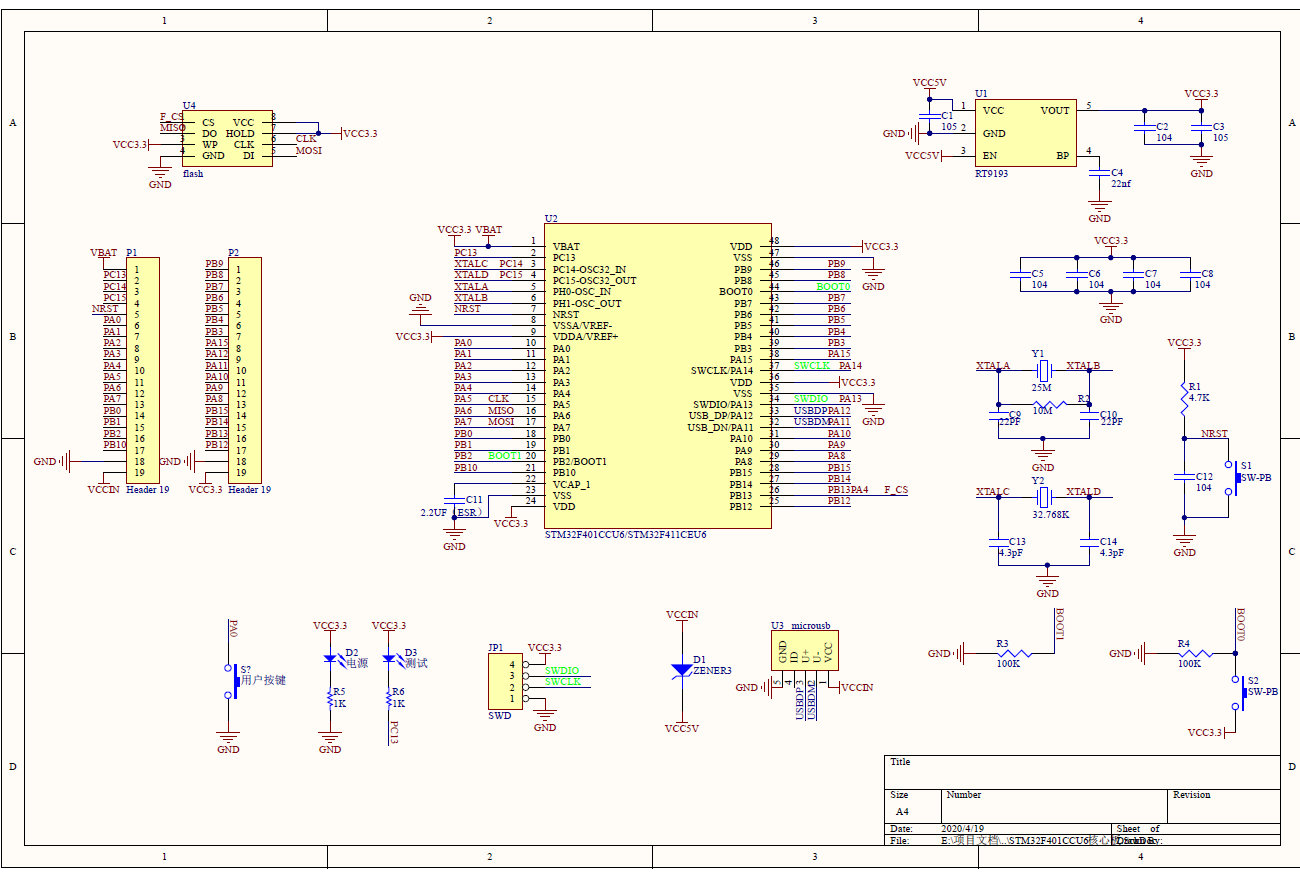 1 2 3 4
A
B
C
D
A
B
C
D
1 2 3 4
U4
F_CS 1 CS VCC 8
MISO 2 DO HOLD 7 VCC3.3
VCC3.3 3 WP CLK 6 CLK
4 GND DI 5 MOSI
GND
flash
VCC5V
U1
1 VCC VOUT 5 VCC3.3
C1
105
GND 2 GND
VCC5V 3 EN BP 4
RT9193
C2
104
C3
105
GND
C4
22nf
GND
VCC3.3
C5
104
C6
104
C7
104
C8
104
GND
U2
VCC3.3 VBAT
1 VBAT
PC13 2 PC13
XTALC PC14 3 PC14-OSC32_IN
XTALD PC15 4 PC15-OSC32_OUT
XTALA 5 PH0-OSC_IN
XTALB 6 PH1-OSC_OUT
NRST 7 NRST
GND 8 VSSA/VREF-
VCC3.3 9 VDDA/VREF+
PA0 10 PA0
PA1 11 PA1
PA2 12 PA2
PA3 13 PA3
PA4 14 PA4
PA5 CLK 15 PA5
PA6 MISO 16 PA6
PA7 MOSI 17 PA7
PB0 18 PB0
PB1 19 PB1
PB2 BOOT1 20 PB2/BOOT1
PB10 21 PB10
22 VCAP_1
23 VSS
24 VDD
C11
2.2UF（ESR）
VCC3.3
GND
VDD 48 VCC3.3
VSS 47
GND
PB9 46 PB9
PB8 45 PB8
BOOT0 44 BOOT0
PB7 43 PB7
PB6 42 PB6
PB5 41 PB5
PB4 40 PB4
PB3 39 PB3
PA15 38 PA15
SWCLK/PA14 37 SWCLK PA14
VDD 36 VCC3.3
VSS 35
SWDIO/PA13 34 SWDIO PA13
GND
USB_DP/PA12 33 USBDP PA12
USB_DN/PA11 32 USBDM PA11
PA10 31 PA10
PA9 30 PA9
PA8 29 PA8
PB15 28 PB15
PB14 27 PB14
PB13 26 PB13 PA4 F_CS
PB12 25 PB12
STM32F401CCU6/STM32F411CEU6
VBAT P1
1
PC13 2
PC14 3
PC15 4
NRST 5
PA0 6
PA1 7
PA2 8
PA3 9
PA4 10
PA5 11
PA6 12
PA7 13
PB0 14
PB1 15
PB2 16
PB10 17
GND 18
19
VCCIN Header 19
P2
PB9 1
PB8 2
PB7 3
PB6 4
PB5 5
PB4 6
PB3 7
PA15 8
PA12 9
PA11 10
PA10 11
PA9 12
PA8 13
PB15 14
PB14 15
PB13 16
PB12 17
GND 18
19
VCC3.3 Header 19
Y1
XTALA XTALB
25M
R2
10M
C9
22PF
C10
22PF
GND
Y2
XTALC XTALD
32.768K
C13
4.3pF
C14
4.3pF
GND
VCC3.3
R1
4.7K
NRST
C12
104
S1
SW-PB
GND
PA0
S?
用户按键
GND
VCC3.3
D2
电源
R5
1K
GND
VCC3.3
D3
测试
R6
1K
PC13
JP1 VCC3.3
4
3 SWDIO
2 SWCLK
1
SWD
GND
VCCIN
D1
ZENER3
VCC5V
U3 microusb
GND
ID
U+
U-
VCC
5
4
3
2
1
GND
USBDP
USBDM
VCCIN
BOOT1
GND
R3
100K
BOOT0
GND
R4
100K
S2
SW-PB
VCC3.3
Title
Size
A4
Number
Revision
Date: 2020/4/19 Sheet of
File: E:\项目文档\..\STM32F401CCU6核心板.SchDoc Drawn By: